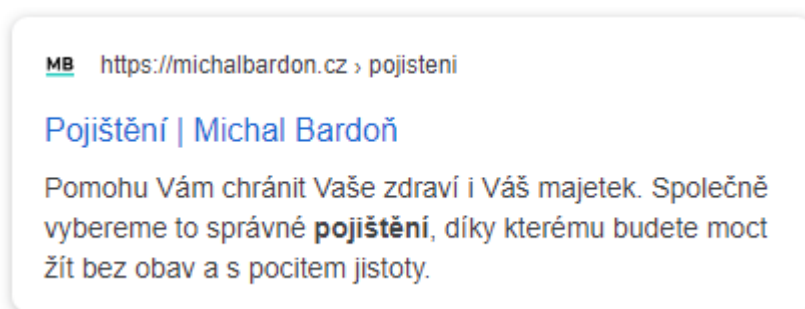 MB https://michalbardon.cz › pojisteni
Pojištění | Michal Bardoň
Pomohu Vám chránit Vaše zdraví i Váš majetek. Společně
vybereme to správné pojištění, díky kterému budete moct
žít bez obav a s pocitem jistoty.